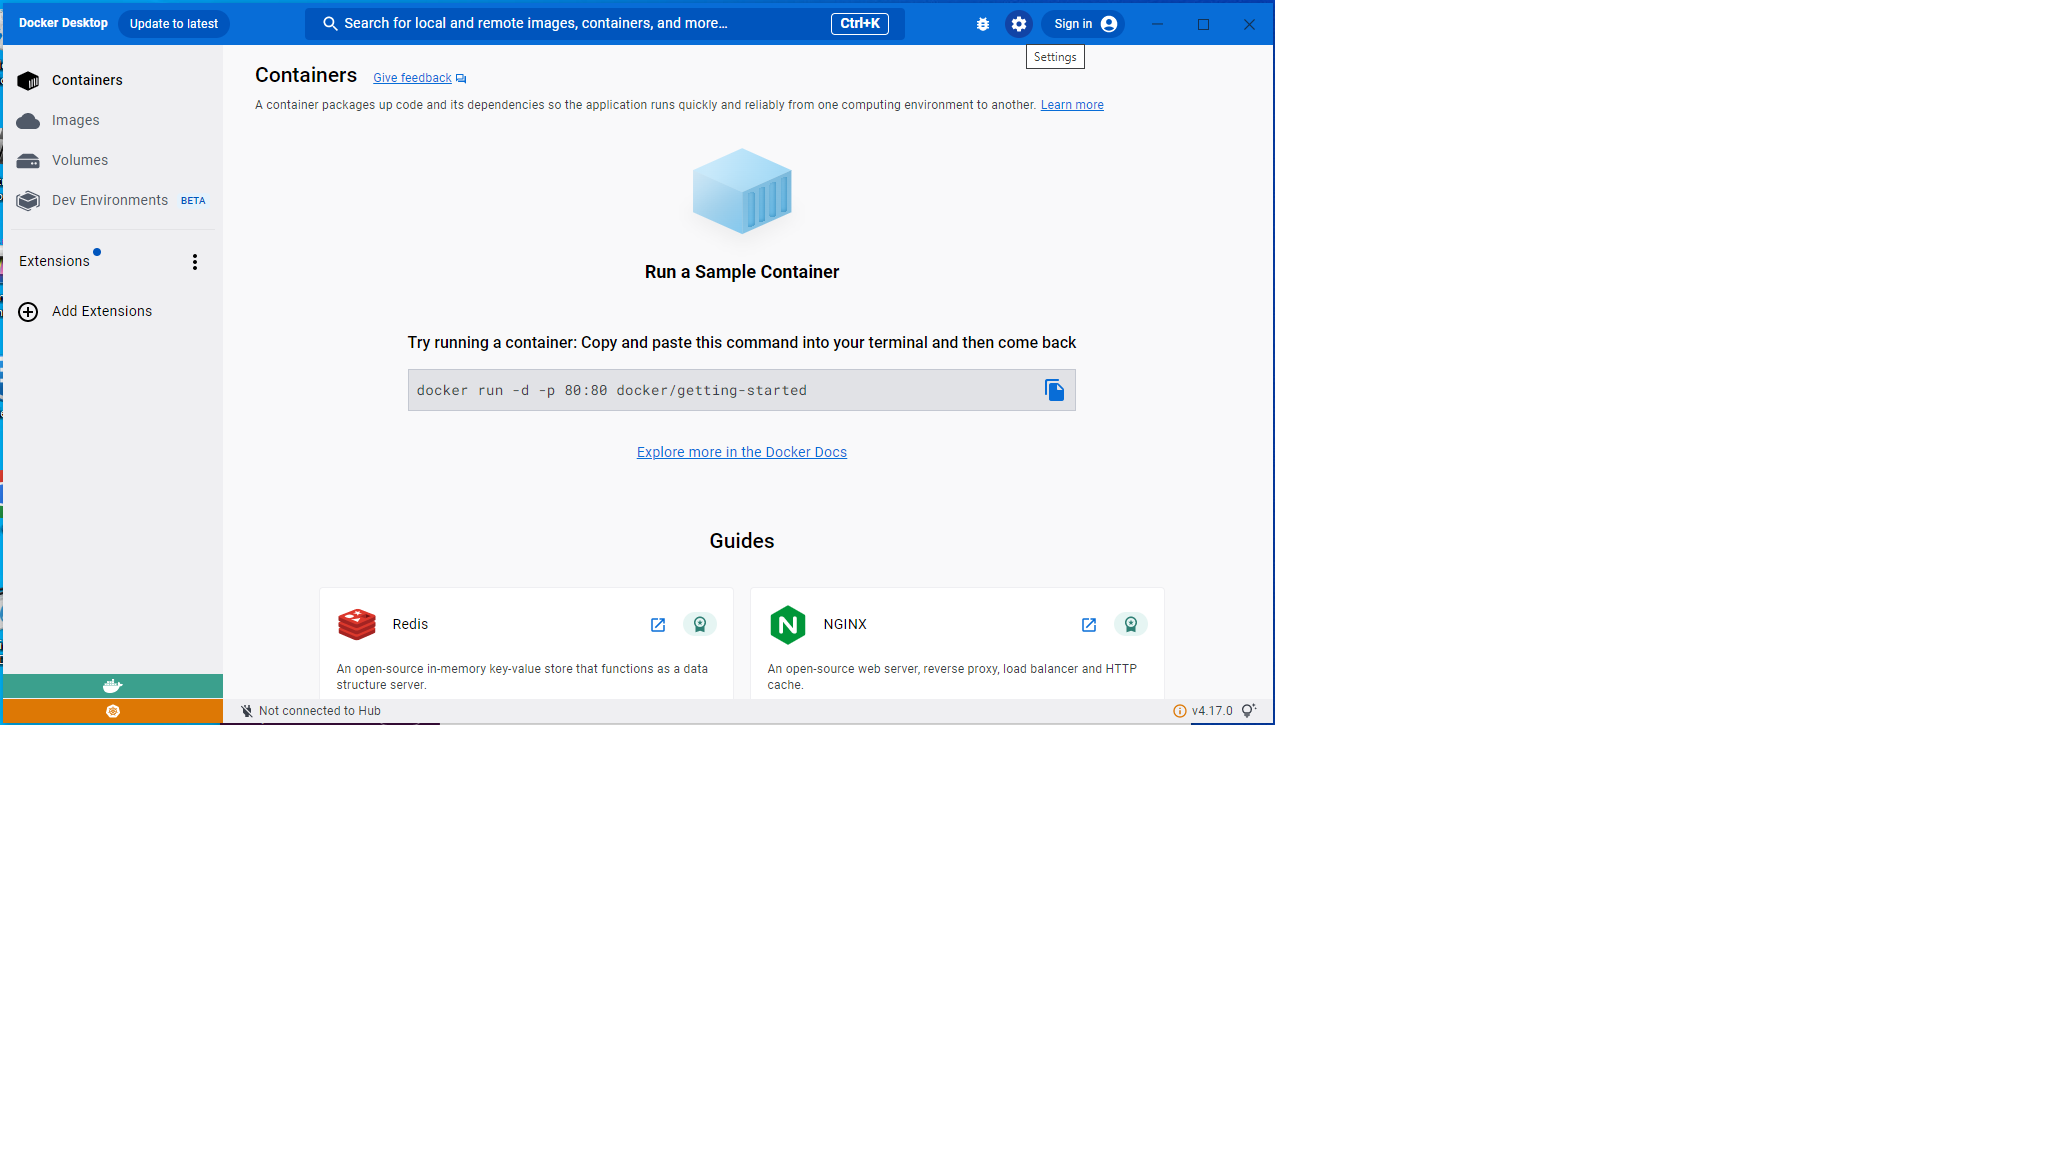 Docker Desktop
Update to latest
Search for local and remote images, containers, and more...
Ctrl+K
Sign in
Settings
Containers
Images
Volumes
Dev Environments BETA
Extensions
Add Extensions
Containers
Give feedback
A container packages up code and its dependencies so the application runs quickly and reliably from one computing environment to another. Learn more
Run a Sample Container
Try running a container: Copy and paste this command into your terminal and then come back
docker run -d -p 80:80 docker/getting-started
Explore more in the Docker Docs
Guides
Redis
An open-source in-memory key-value store that functions as a data
structure server.
NGINX
An open-source web server, reverse proxy, load balancer and HTTP
cache.
Not connected to Hub
v4.17.0